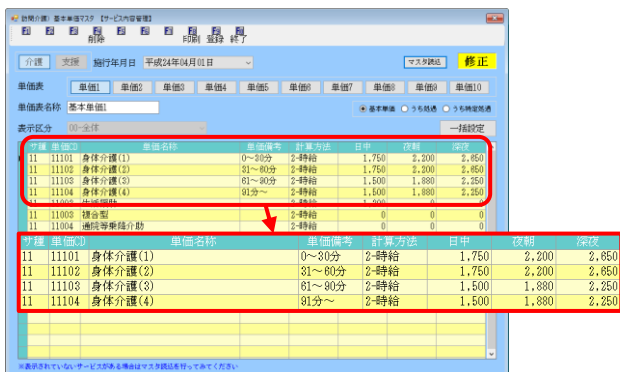 訪問介護) 基本単価マスタ 【サービス内容管理】
削除 印刷 登録 終了
介護 支援 施行年月日 平成24年04月01日 マスタ読込 修正
単価表 単価1 単価2 単価3 単価4 単価5 単価6 単価7 単価8 単価9 単価10
単価表名称 基本単価1 基本単価 うち処遇 うち特定処遇
表示区分 00-全体 一括設定
サ種 単価CD 単価名称 単価備考 計算方法 日中 夜朝 深夜
11 11101 身体介護(1) 0～30分 2-時給 1,750 2,200 2,650
11 11102 身体介護(2) 31～60分 2-時給 1,750 2,200 2,650
11 11103 身体介護(3) 61～90分 2-時給 1,500 1,880 2,250
11 11104 身体介護(4) 91分～ 2-時給 1,500 1,880 2,250
11 11002 生活援助 2-時給 1,200 0 0
11 11003 複合型 2-時給 0 0 0
11 11004 通院等乗降介助 2-時給 0 0 0
サ種 単価CD 単価名称 単価備考 計算方法 日中 夜朝 深夜
11 11101 身体介護(1) 0～30分 2-時給 1,750 2,200 2,650
11 11102 身体介護(2) 31～60分 2-時給 1,750 2,200 2,650
11 11103 身体介護(3) 61～90分 2-時給 1,500 1,880 2,250
11 11104 身体介護(4) 91分～ 2-時給 1,500 1,880 2,250
※表示されていないサービスがある場合はマスタ読込を行ってみてください